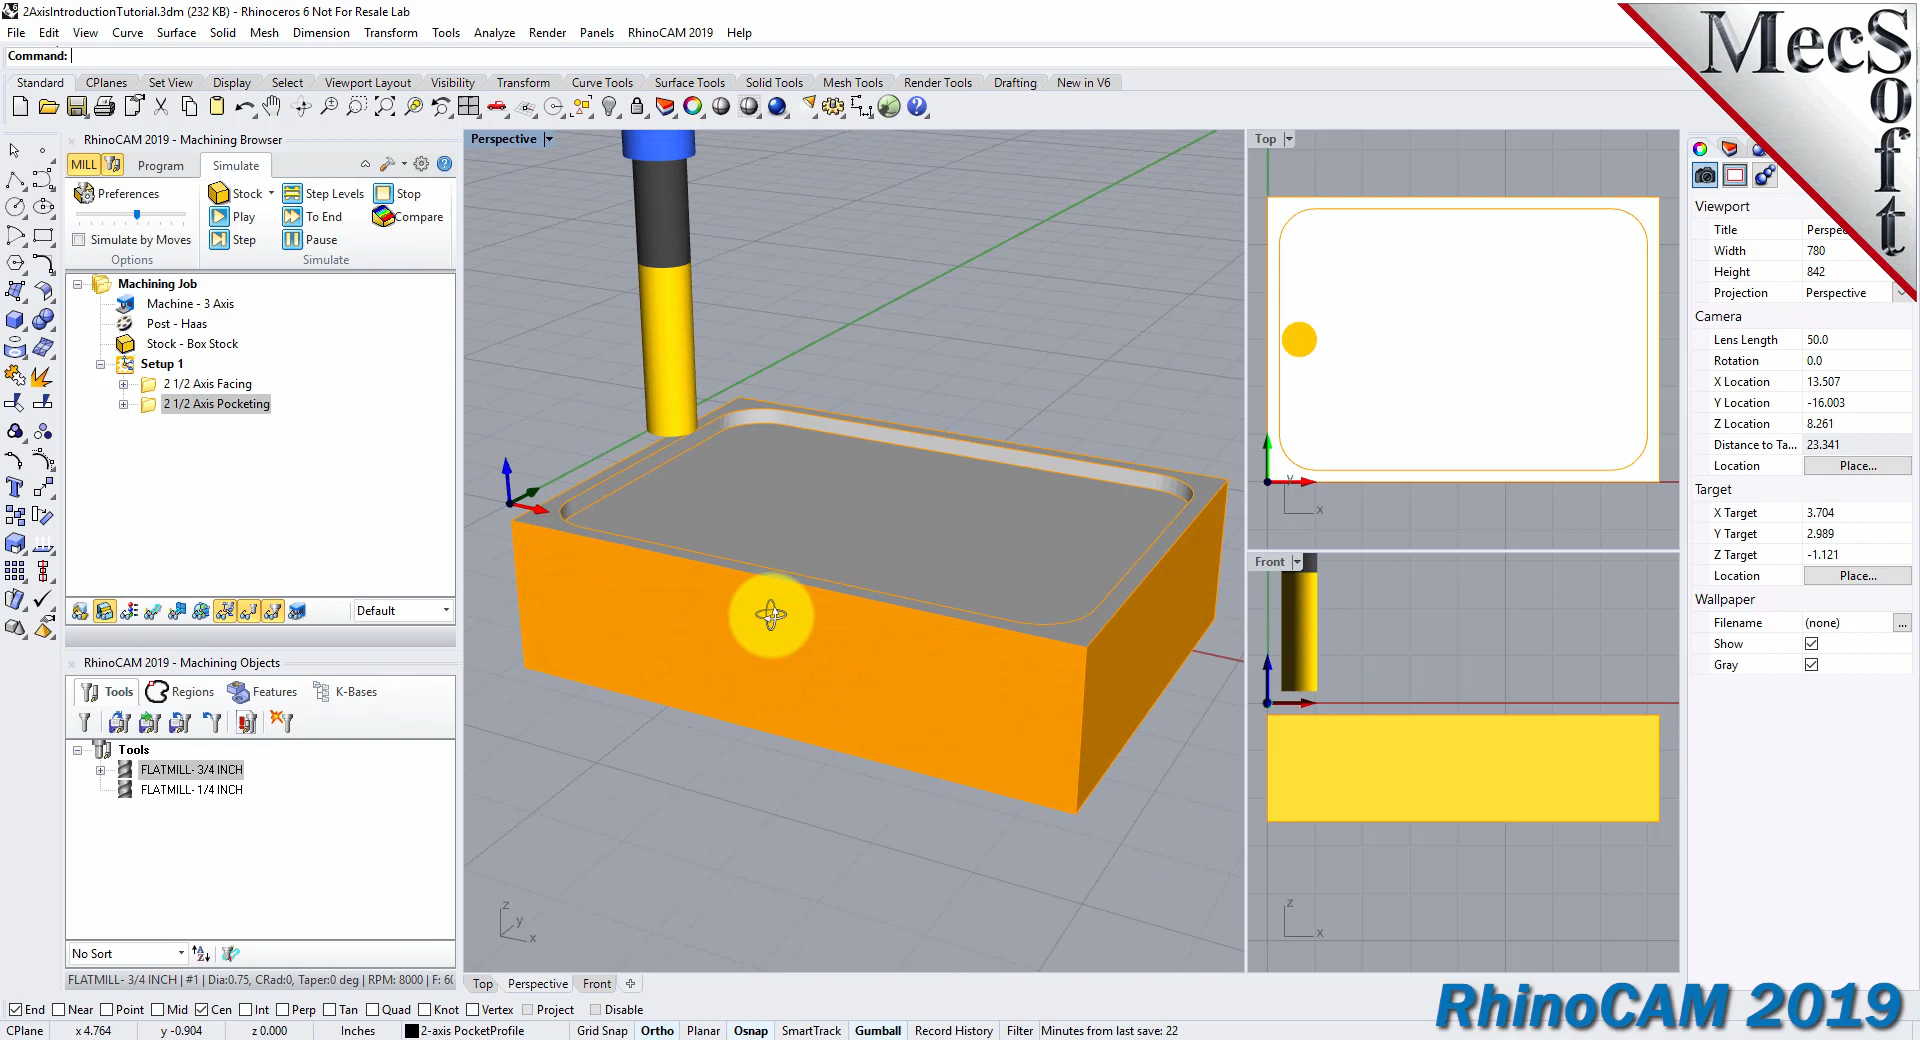 2AxisIntroductionTutorial.3dm (232 KB) - Rhinoceros 6 Not For Resale Lab
File Edit View Curve Surface Solid Mesh Dimension Transform Tools Analyze Render Panels RhinoCAM 2019 Help
Command:
Standard CPlanes Set View Display Select Viewport Layout Visibility Transform Curve Tools Surface Tools Solid Tools Mesh Tools Render Tools Drafting New in V6
MecSoft
RhinoCAM 2019 - Machining Browser
MILL Program Simulate
Preferences Stock Step Levels Stop
Play To End Compare
Simulate by Moves Step Pause
Options Simulate
Machining Job
Machine - 3 Axis
Post - Haas
Stock - Box Stock
Setup 1
2 1/2 Axis Facing
2 1/2 Axis Pocketing
Default
RhinoCAM 2019 - Machining Objects
Tools Regions Features K-Bases
Tools
FLATMILL- 3/4 INCH
FLATMILL- 1/4 INCH
No Sort
FLATMILL- 3/4 INCH | #1 | Dia:0.75, CRad:0, Taper:0 deg | RPM: 8000 | F: 60
Perspective
z
y
x
Top
y
x
Front
z
x
Top Perspective Front
Viewport
Title Perspec
Width 780
Height 842
Projection Perspective
Camera
Lens Length 50.0
Rotation 0.0
X Location 13.507
Y Location -16.003
Z Location 8.261
Distance to Ta... 23.341
Location Place...
Target
X Target 3.704
Y Target 2.989
Z Target -1.121
Location Place...
Wallpaper
Filename (none) ...
Show
Gray
RhinoCAM 2019
End Near Point Mid Cen Int Perp Tan Quad Knot Vertex Project Disable
CPlane x 4.764 y -0.904 z 0.000 Inches 2-axis PocketProfile Grid Snap Ortho Planar Osnap SmartTrack Gumball Record History Filter Minutes from last save: 22